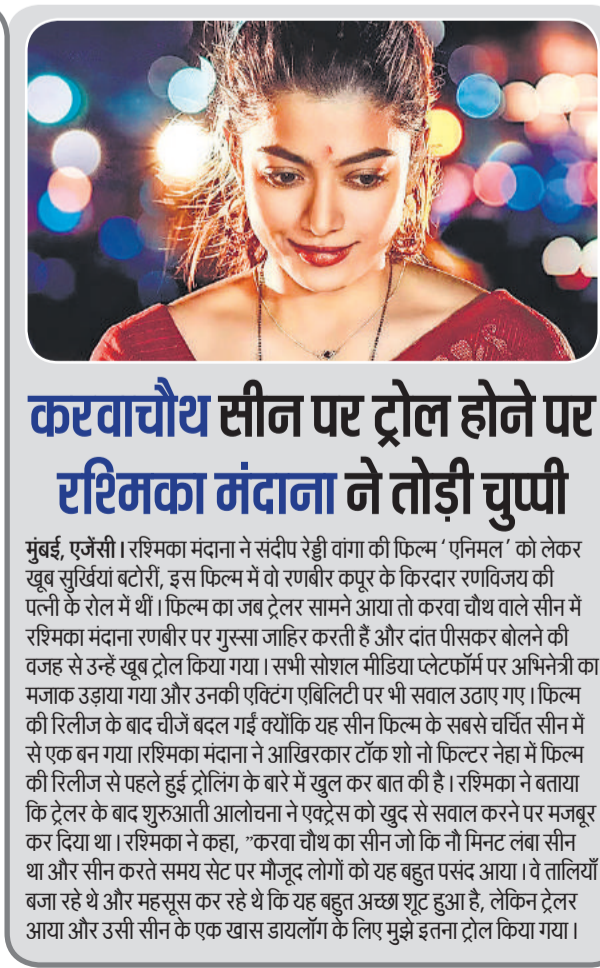 करवाचौथ सीन पर ट्रोल होने पर
रश्मिका मंदाना ने तोड़ी चुप्पी
मुंबई, एजेंसी। रश्मिका मंदाना ने संदीप रेड्डी वांगा की फिल्म ‘एनिमल’ को लेकर
खूब सुर्खियां बटोरीं, इस फिल्म में वो रणबीर कपूर के किरदार रणविजय की
पत्नी के रोल में थीं। फिल्म का जब ट्रेलर सामने आया तो करवा चौथ वाले सीन में
रश्मिका मंदाना रणबीर पर गुस्सा जाहिर करती हैं और दांत पीसकर बोलने की
वजह से उन्हें खूब ट्रोल किया गया। सभी सोशल मीडिया प्लेटफॉर्म पर अभिनेत्री का
मजाक उड़ाया गया और उनकी एक्टिंग एबिलिटी पर भी सवाल उठाए गए। फिल्म
की रिलीज के बाद चीजें बदल गईं क्योंकि यह सीन फिल्म के सबसे चर्चित सीन में
से एक बन गया।रश्मिका मंदाना ने आखिरकार टॉक शो नो फिल्टर नेहा में फिल्म
की रिलीज से पहले हुई ट्रोलिंग के बारे में खुल कर बात की है। रश्मिका ने बताया
कि ट्रेलर के बाद शुरुआती आलोचना ने एक्ट्रेस को खुद से सवाल करने पर मजबूर
कर दिया था। रश्मिका ने कहा, ”करवा चौथ का सीन जो कि नौ मिनट लंबा सीन
था और सीन करते समय सेट पर मौजूद लोगों को यह बहुत पसंद आया। वे तालियाँ
बजा रहे थे और महसूस कर रहे थे कि यह बहुत अच्छा शूट हुआ है, लेकिन ट्रेलर
आया और उसी सीन के एक खास डायलॉग के लिए मुझे इतना ट्रोल किया गया।